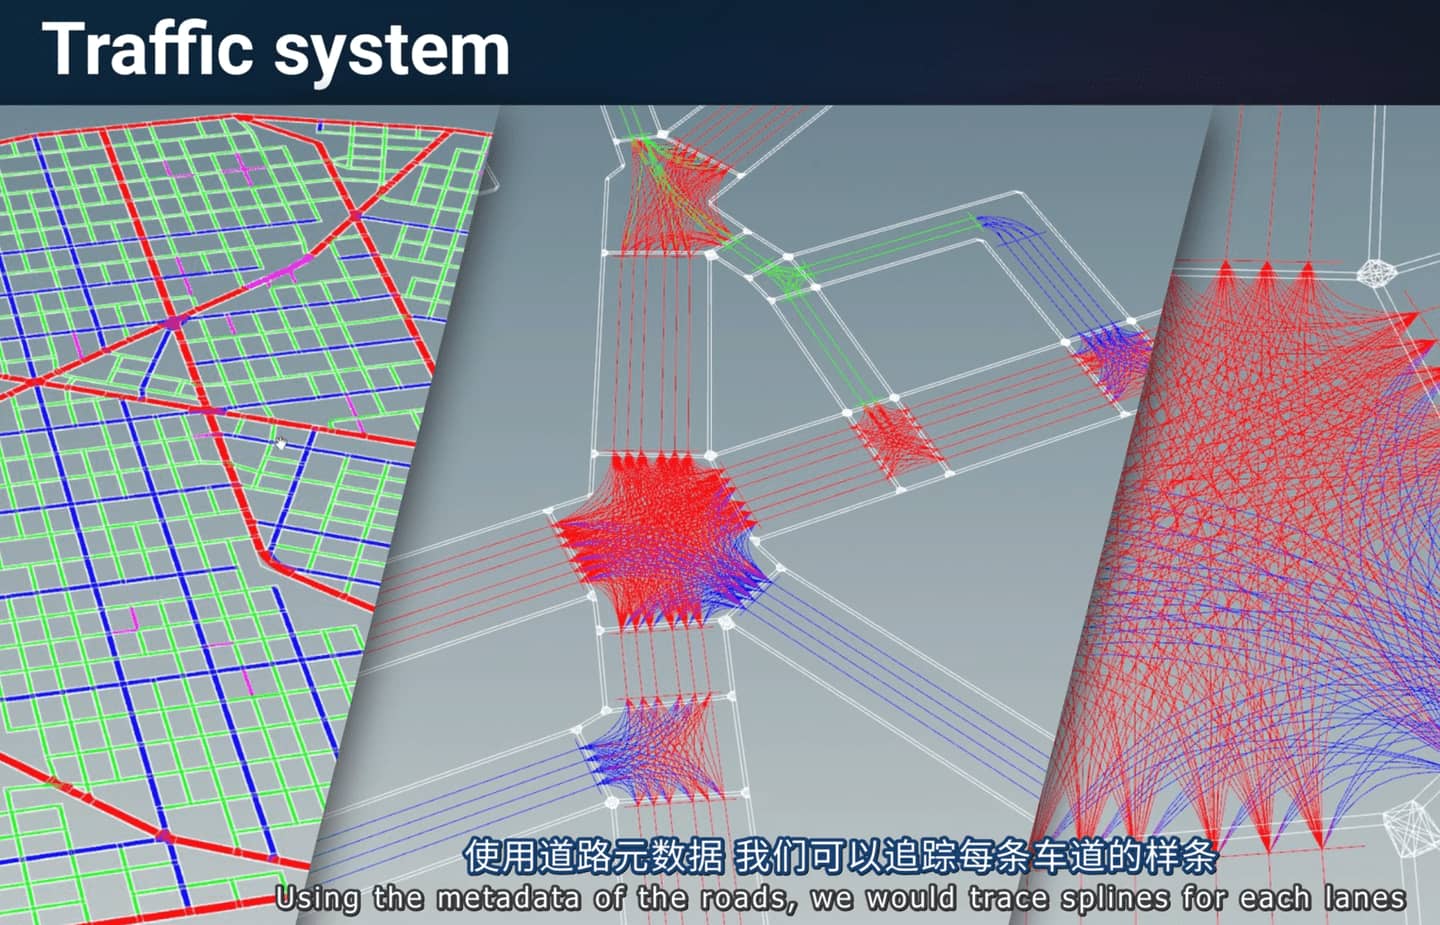 Traffic system
使用道路元数据 我们可以追踪每条车道的样条
Using the metadata of the roads, we would trace splines for each lanes